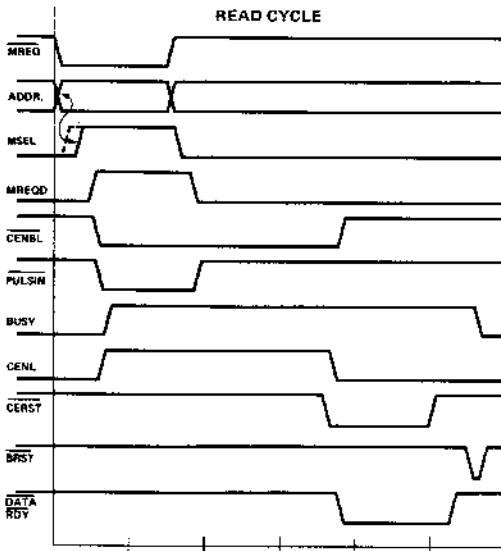 READ CYCLE
MREQ
ADDR.
MSEL
MREQD
CENBL
PULSIN
BUSY
CENL
CERST
BRST
DATA
RDY